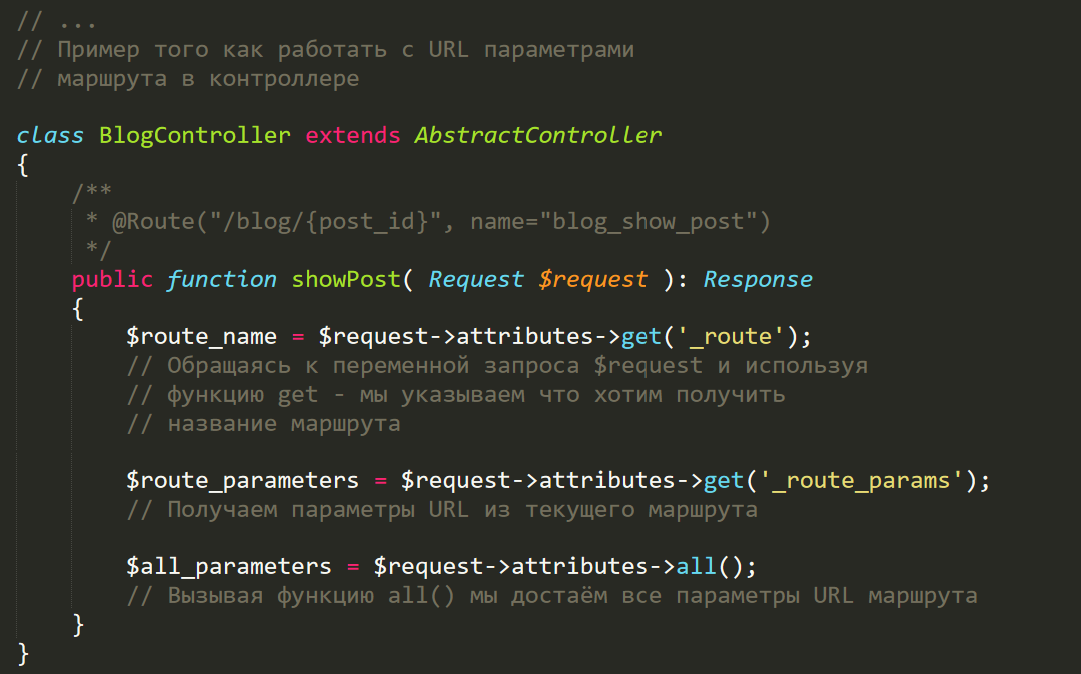 // ...
// Пример того как работать с URL параметрами
// маршрута в контроллере
class BlogController extends AbstractController
{
/**
* @Route("/blog/{post_id}", name="blog_show_post")
*/
public function showPost( Request $request ): Response
{
$route_name = $request->attributes->get('_route');
// Обращаясь к переменной запроса $request и используя
// функцию get - мы указываем что хотим получить
// название маршрута
$route_parameters = $request->attributes->get('_route_params');
// Получаем параметры URL из текущего маршрута
$all_parameters = $request->attributes->all();
// Вызывая функцию all() мы достаём все параметры URL маршрута
}
}